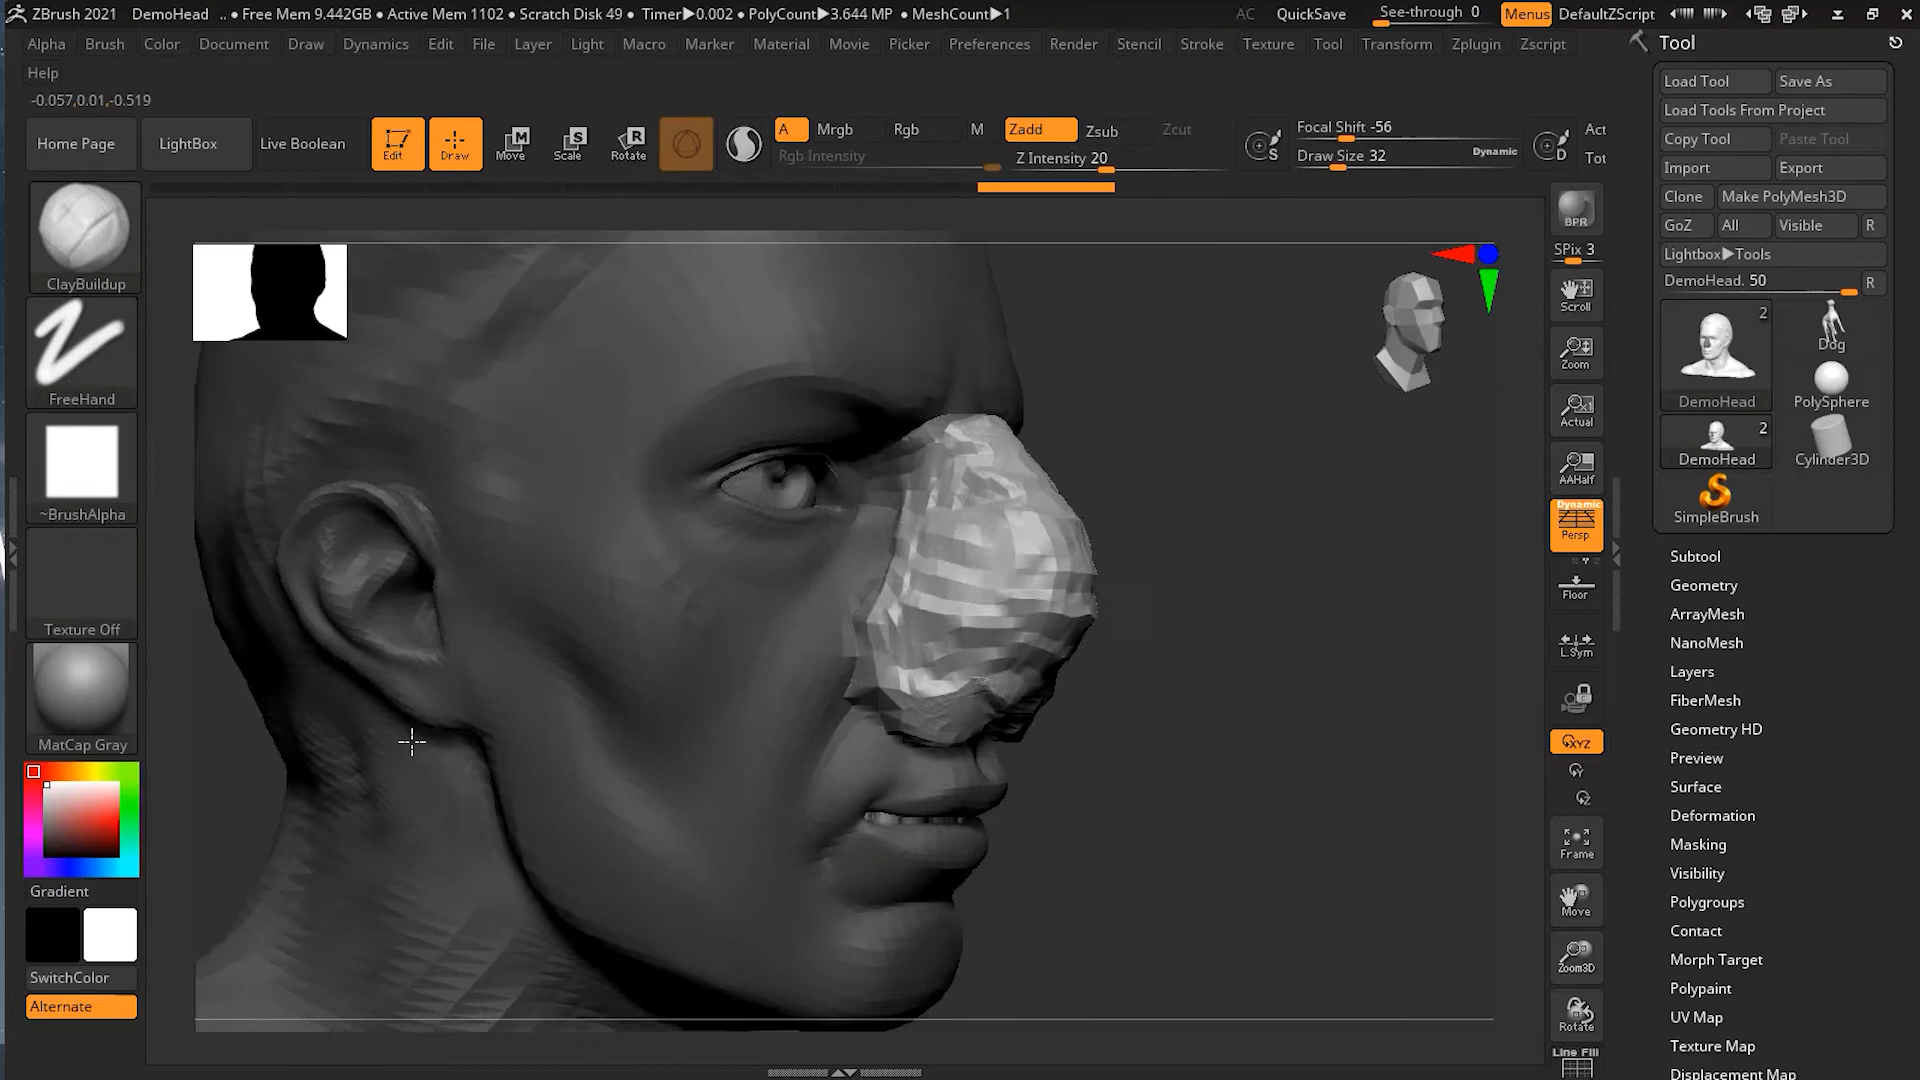 ZBrush 2021 DemoHead .. • Free Mem 9.442GB • Active Mem 1102 • Scratch Disk 49 • Timer▶0.002 • PolyCount▶3.644 MP • MeshCount▶1 AC QuickSave See-through 0 Menus DefaultZScript
Alpha Brush Color Document Draw Dynamics Edit File Layer Light Macro Marker Material Movie Picker Preferences Render Stencil Stroke Texture Tool Transform Zplugin Zscript
Help
-0.057,0.01,-0.519
Home Page LightBox Live Boolean Edit Draw Move Scale Rotate
M S R
A Mrgb Rgb M Zadd Zsub Zcut
Rgb Intensity Z Intensity 20
S Focal Shift -56
Draw Size 32 Dynamic D
Act
Tot
ClayBuildup
FreeHand
~BrushAlpha
Texture Off
MatCap Gray
Gradient
SwitchColor
Alternate
BPR
SPix 3
Scroll
Zoom
Actual
AAHalf
Dynamic
Persp
Floor
L.Sym
XYZ
Y
Z
Frame
Move
Zoom3D
Rotate
Line Fill
Tool
Load Tool Save As
Load Tools From Project
Copy Tool Paste Tool
Import Export
Clone Make PolyMesh3D
GoZ All Visible R
Lightbox▶Tools
DemoHead. 50 R
2
DemoHead
Dog
PolySphere
2
DemoHead
Cylinder3D
SimpleBrush
Subtool
Geometry
ArrayMesh
NanoMesh
Layers
FiberMesh
Geometry HD
Preview
Surface
Deformation
Masking
Visibility
Polygroups
Contact
Morph Target
Polypaint
UV Map
Texture Map
Displacement Map